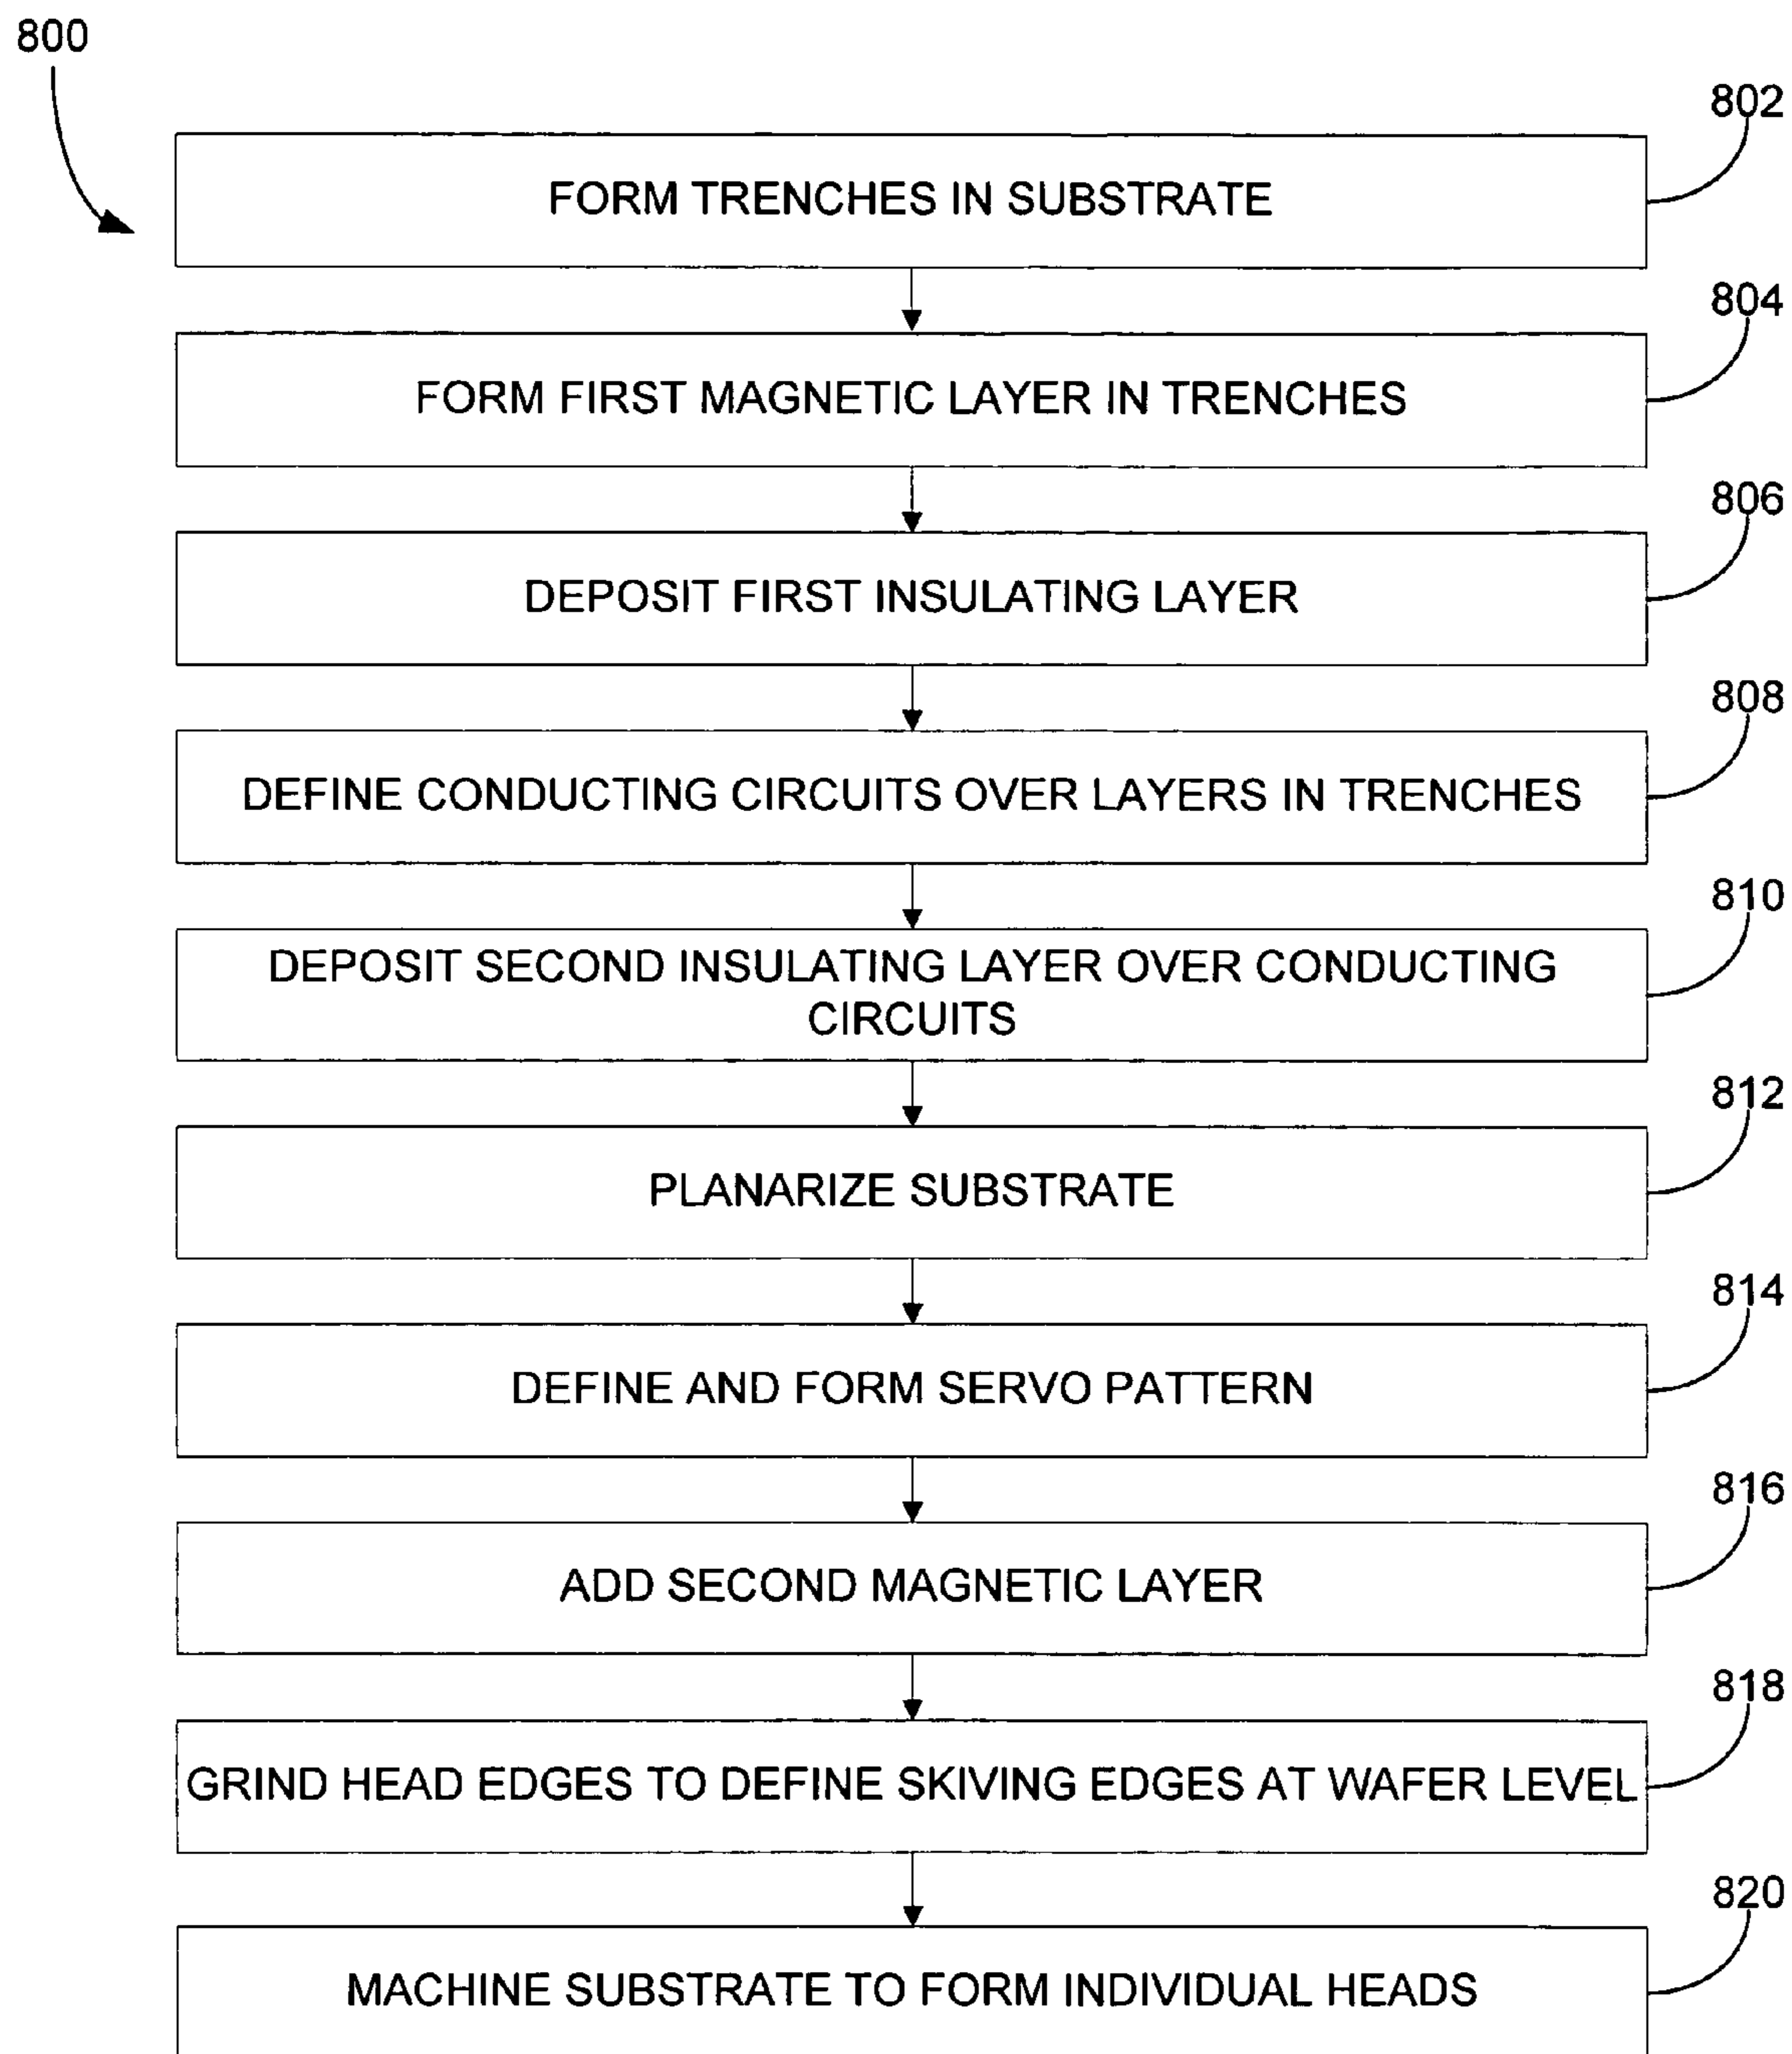 800
802
FORM TRENCHES IN SUBSTRATE
804
FORM FIRST MAGNETIC LAYER IN TRENCHES
806
DEPOSIT FIRST INSULATING LAYER
808
DEFINE CONDUCTING CIRCUITS OVER LAYERS IN TRENCHES
810
DEPOSIT SECOND INSULATING LAYER OVER CONDUCTING
CIRCUITS
812
PLANARIZE SUBSTRATE
814
DEFINE AND FORM SERVO PATTERN
816
ADD SECOND MAGNETIC LAYER
818
GRIND HEAD EDGES TO DEFINE SKIVING EDGES AT WAFER LEVEL
820
MACHINE SUBSTRATE TO FORM INDIVIDUAL HEADS